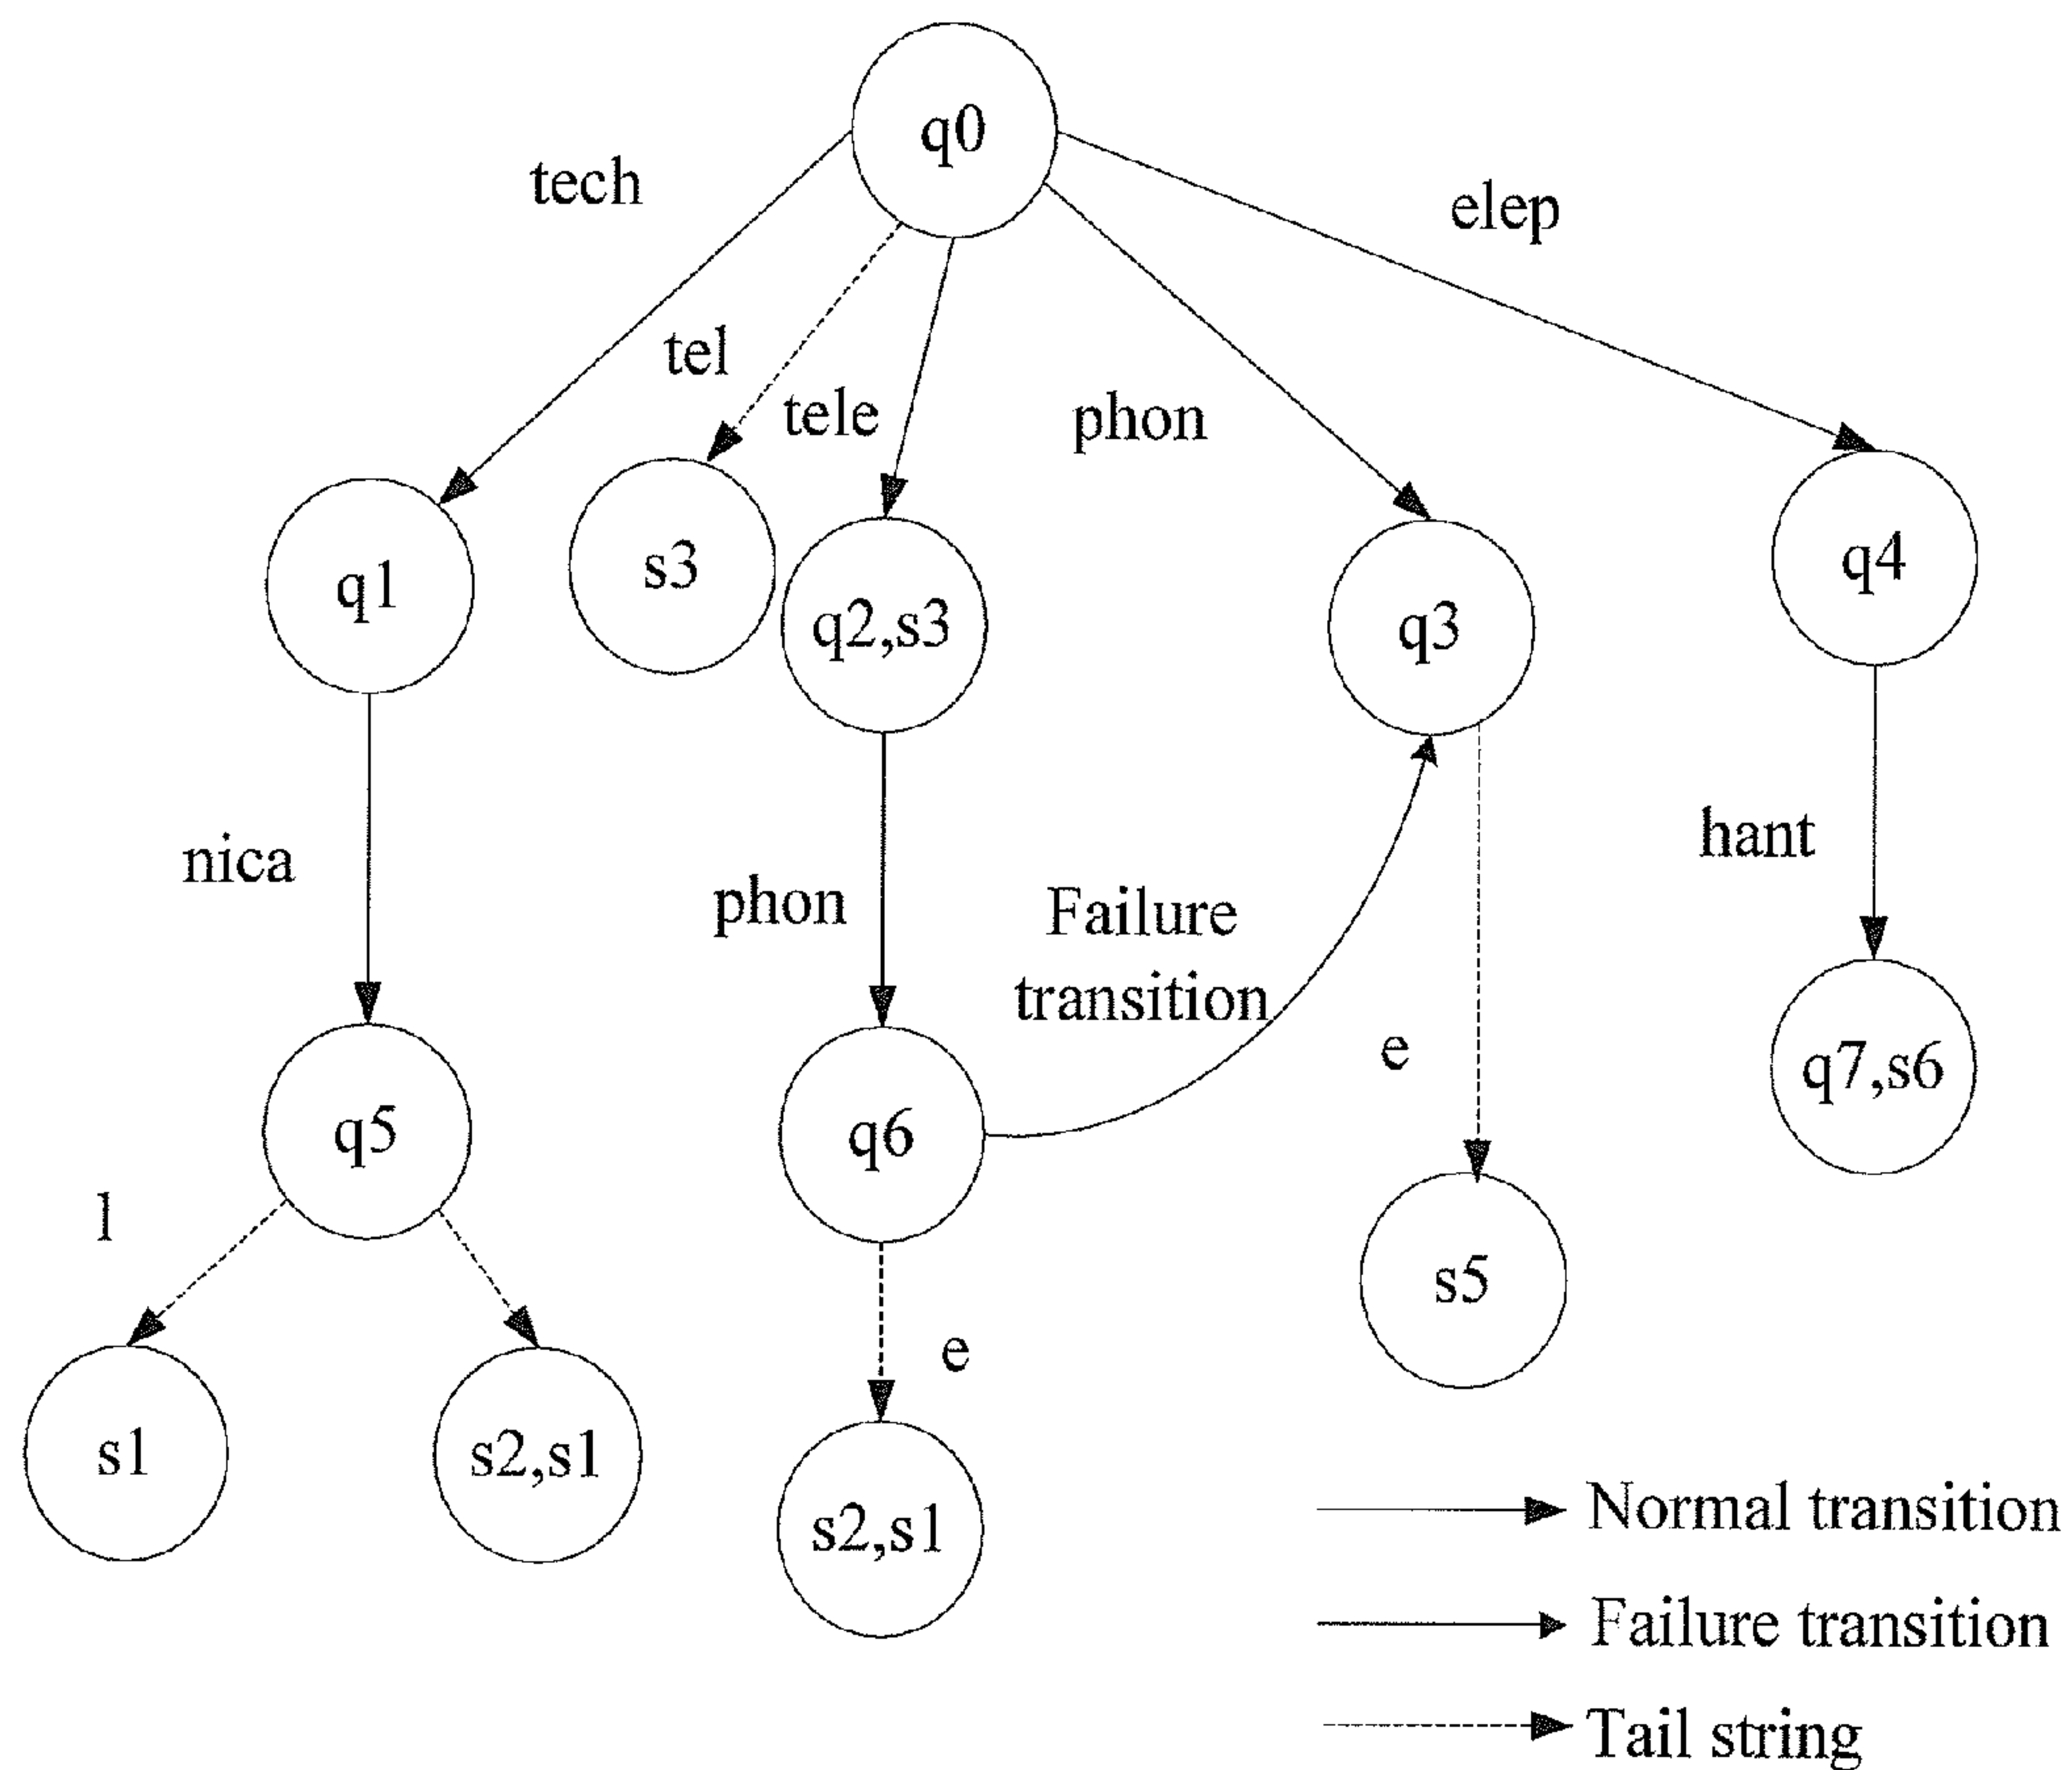 q0
tech
elep
tel
tele
phon
q1
s3
q2,s3
q3
q4
nica
phon
Failure
transition
e
hant
q5
q6
q7,s6
l
e
s5
s1
s2,s1
s2,s1
Normal transition
Failure transition
Tail string